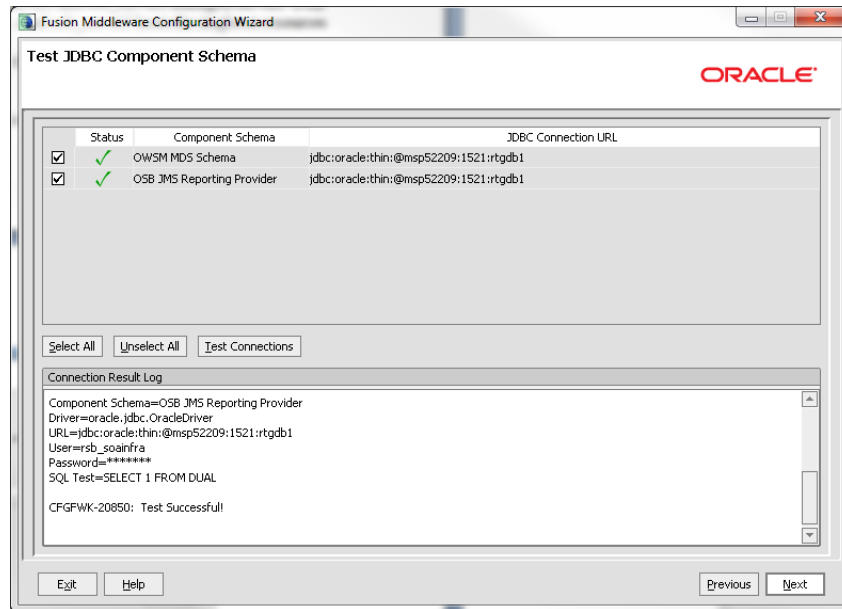 Fusion Middleware Configuration Wizard
Test JDBC Component Schema
ORACLE
Status Component Schema JDBC Connection URL
OWSM MDS Schema jdbc:oracle:thin:@msp52209:1521:rtgdb1
OSB JMS Reporting Provider jdbc:oracle:thin:@msp52209:1521:rtgdb1
Select All Unselect All Test Connections
Connection Result Log
Component Schema=OSB JMS Reporting Provider
Driver=oracle.jdbc.OracleDriver
URL=jdbc:oracle:thin:@msp52209:1521:rtgdb1
User=rsb_soainfra
Password=*******
SQL Test=SELECT 1 FROM DUAL
CFGFWK-20850: Test Successful!
Exit Help Previous Next